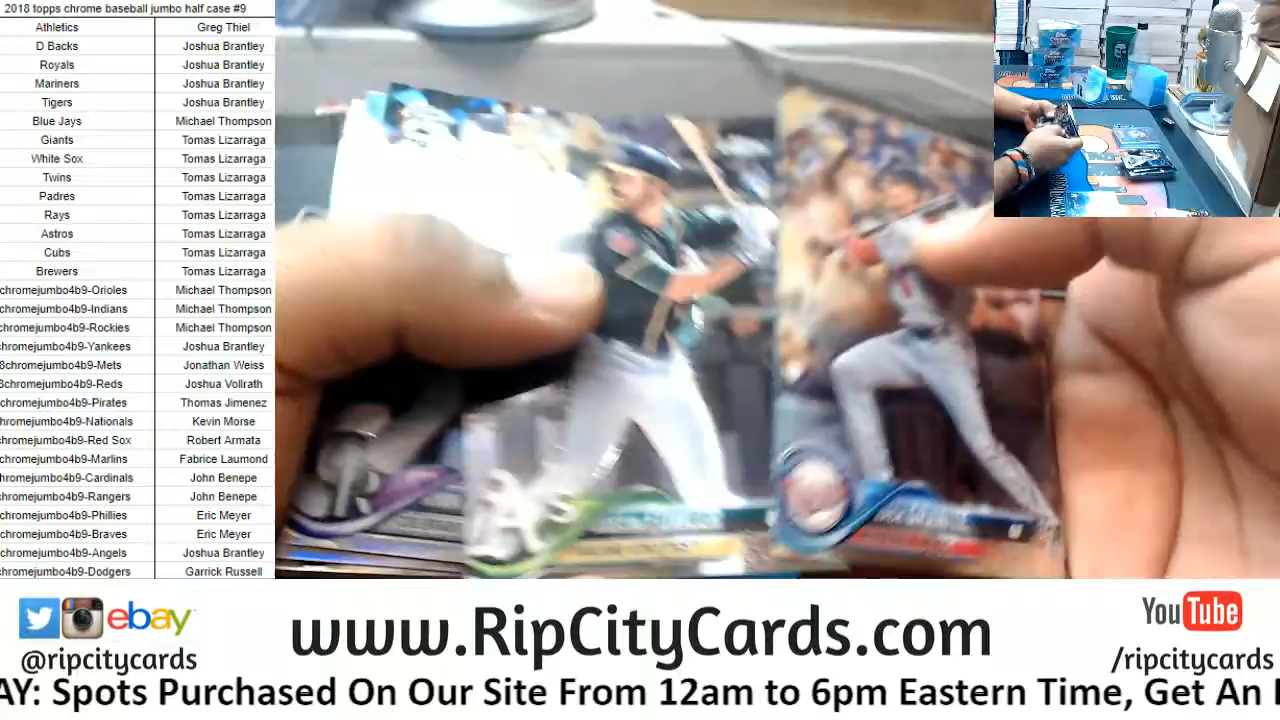 2018 topps chrome baseball jumbo half case #9
Athletics Greg Thiel
D Backs Joshua Brantley
Royals Joshua Brantley
Mariners Joshua Brantley
Tigers Joshua Brantley
Blue Jays Michael Thompson
Giants Tomas Lizarraga
White Sox Tomas Lizarraga
Twins Tomas Lizarraga
Padres Tomas Lizarraga
Rays Tomas Lizarraga
Astros Tomas Lizarraga
Cubs Tomas Lizarraga
Brewers Tomas Lizarraga
chromejumbo4b9-Orioles Michael Thompson
chromejumbo4b9-Indians Michael Thompson
chromejumbo4b9-Rockies Michael Thompson
chromejumbo4b9-Yankees Joshua Brantley
8chromejumbo4b9-Mets Jonathan Weiss
8chromejumbo4b9-Reds Joshua Vollrath
chromejumbo4b9-Pirates Thomas Jimenez
hromejumbo4b9-Nationals Kevin Morse
hromejumbo4b9-Red Sox Robert Armata
chromejumbo4b9-Marlins Fabrice Laumond
hromejumbo4b9-Cardinals John Benepe
chromejumbo4b9-Rangers John Benepe
chromejumbo4b9-Phillies Eric Meyer
chromejumbo4b9-Braves Eric Meyer
chromejumbo4b9-Angels Joshua Brantley
chromejumbo4b9-Dodgers Garrick Russell
ebay
@ripcitycards
www.RipCityCards.com
YouTube
/ripcitycards
AY: Spots Purchased On Our Site From 12am to 6pm Eastern Time, Get An